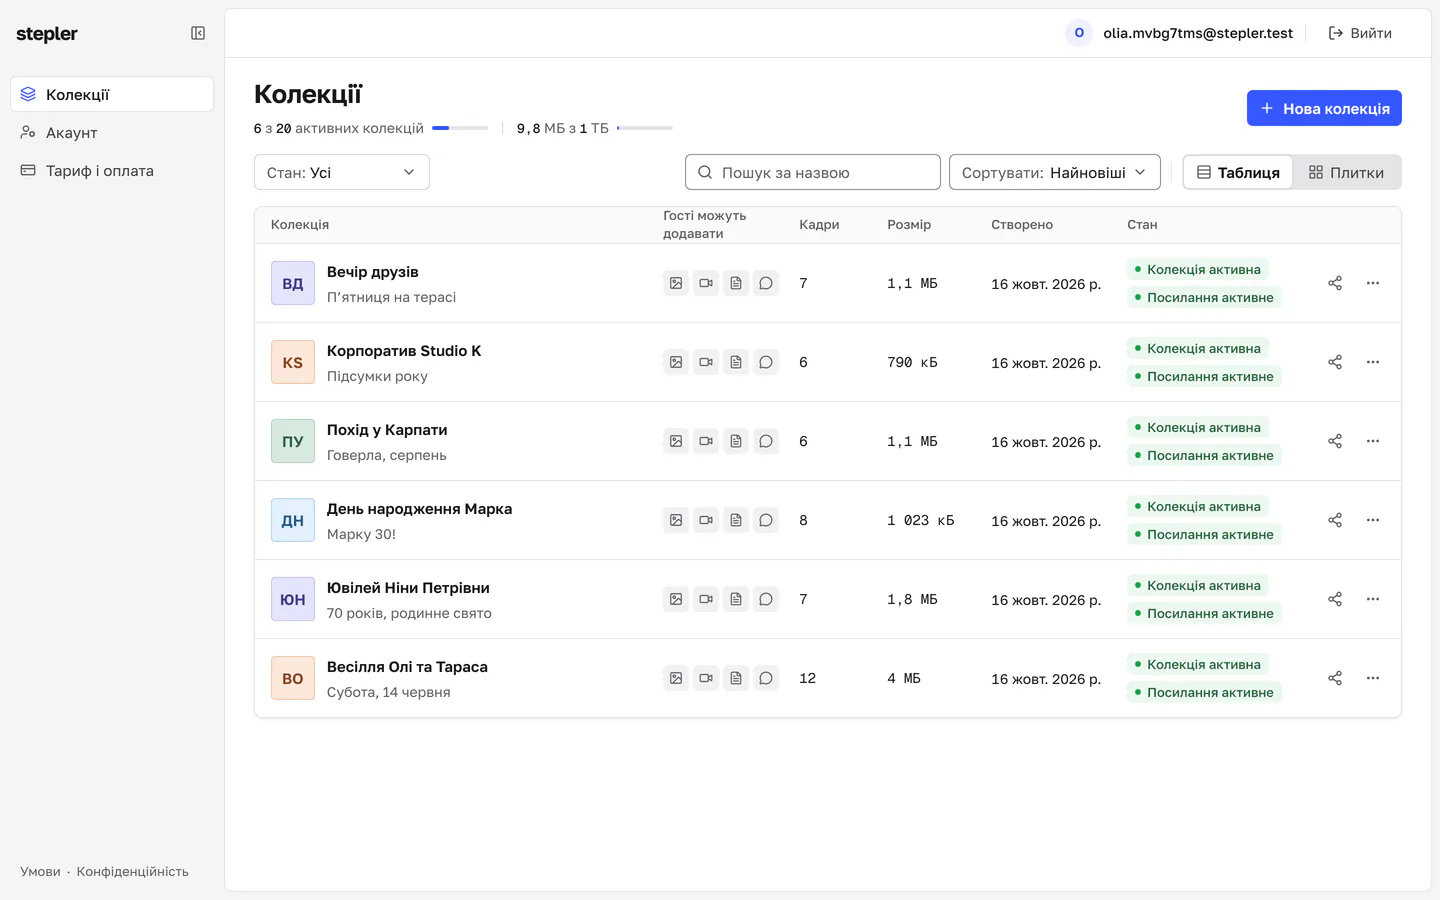 stepler
olia.mvbg7tms@stepler.test
Вийти
O
Колекції
Акаунт
Тариф і оплата
Колекції
6 з 20 активних колекцій
9,8 МБ з 1 ТБ
Нова колекція
Стан: Усі
Пошук за назвою
Сортувати: Найновіші
Таблиця
Плитки
Колекція
Гості можуть
додавати
Кадри
Розмір
Створено
Стан
ВД
Вечір друзів
П’ятниця на терасі
7
1,1 МБ
16 жовт. 2026 р.
Колекція активна
Посилання активне
KS
Корпоратив Studio K
Підсумки року
6
790 кБ
16 жовт. 2026 р.
Колекція активна
Посилання активне
ПУ
Похід у Карпати
Говерла, серпень
6
1,1 МБ
16 жовт. 2026 р.
Колекція активна
Посилання активне
ДН
День народження Марка
Марку 30!
8
1 023 кБ
16 жовт. 2026 р.
Колекція активна
Посилання активне
ЮН
Ювілей Ніни Петрівни
70 років, родинне свято
7
1,8 МБ
16 жовт. 2026 р.
Колекція активна
Посилання активне
ВО
Весілля Олі та Тараса
Субота, 14 червня
12
4 МБ
16 жовт. 2026 р.
Колекція активна
Посилання активне
Умови · Конфіденційність